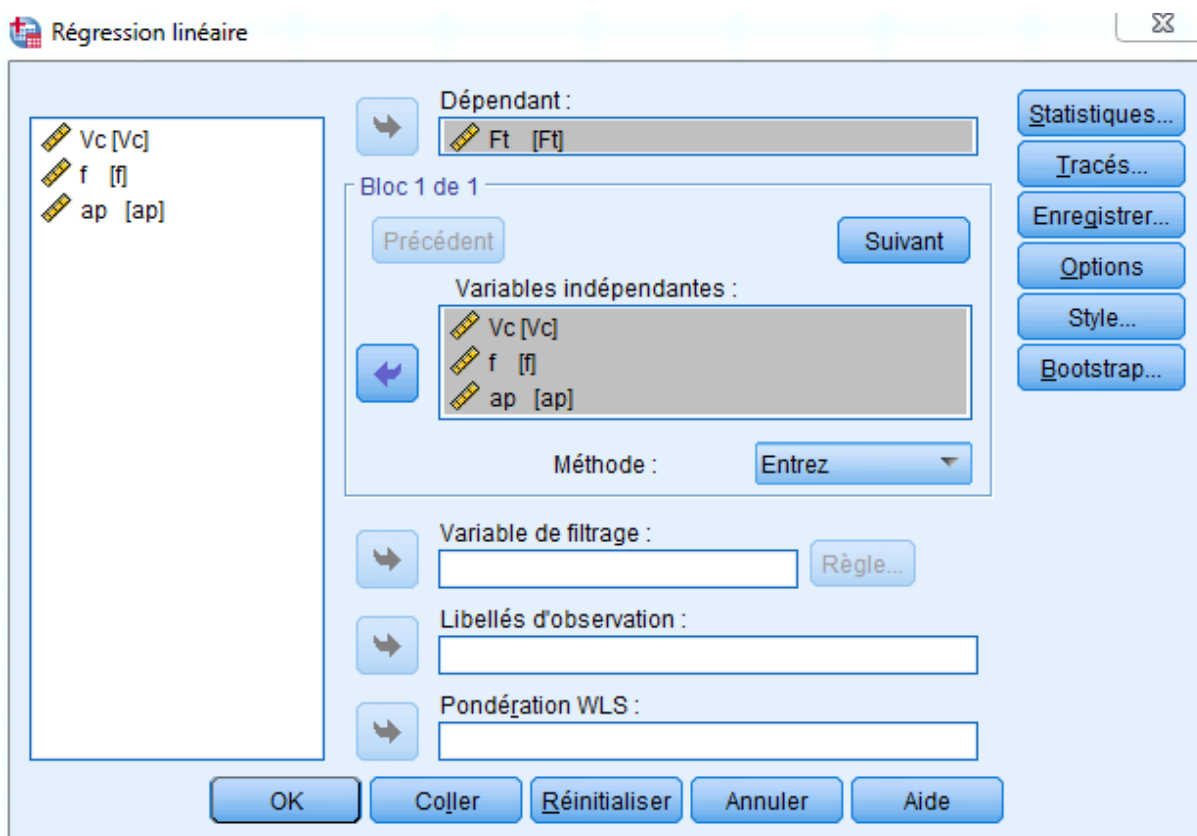 Régression linéaire
Vc [Vc]
f [f]
ap [ap]
Dépendant :
Ft [Ft]
Bloc 1 de 1
Précédent
Suivant
Variables indépendantes :
Vc [Vc]
f [f]
ap [ap]
Méthode :
Entrez
Variable de filtrage :
Règle...
Libellés d'observation :
Pondération WLS :
Statistiques...
Tracés...
Enregistrer...
Options
Style...
Bootstrap...
OK
Coller
Réinitialiser
Annuler
Aide